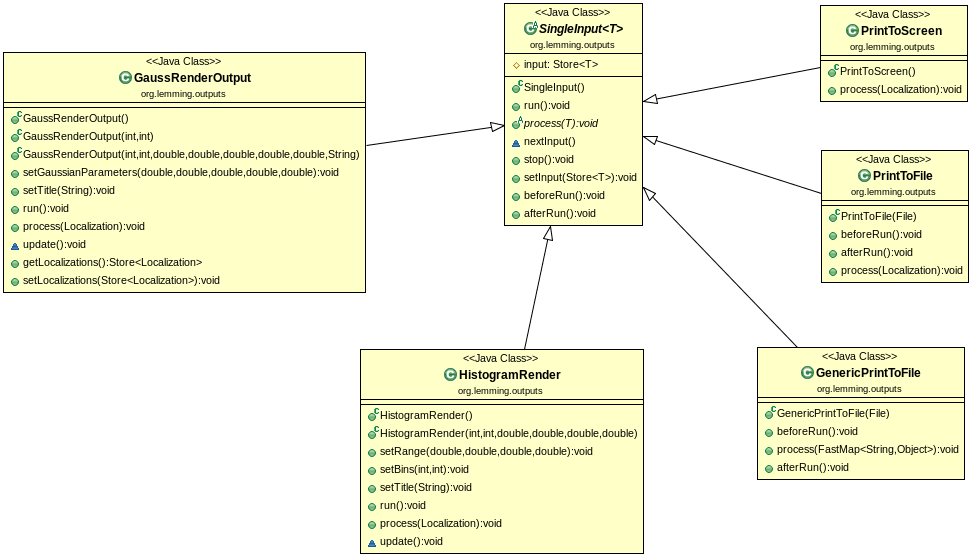 <<Java Class>>
SingleInput<T>
org.lemming.outputs
input: Store<T>
SingleInput()
run():void
process(T):void
nextInput()
stop():void
setInput(Store<T>):void
beforeRun():void
afterRun():void
<<Java Class>>
PrintToScreen
org.lemming.outputs
PrintToScreen()
process(Localization):void
<<Java Class>>
GaussRenderOutput
org.lemming.outputs
GaussRenderOutput()
GaussRenderOutput(int,int)
GaussRenderOutput(int,int,double,double,double,double,double,String)
setGaussianParameters(double,double,double,double,double):void
setTitle(String):void
run():void
process(Localization):void
update():void
getLocalizations():Store<Localization>
setLocalizations(Store<Localization>):void
<<Java Class>>
PrintToFile
org.lemming.outputs
PrintToFile(File)
beforeRun():void
afterRun():void
process(Localization):void
<<Java Class>>
HistogramRender
org.lemming.outputs
HistogramRender()
HistogramRender(int,int,double,double,double,double)
setRange(double,double,double,double):void
setBins(int,int):void
setTitle(String):void
run():void
process(Localization):void
update():void
<<Java Class>>
GenericPrintToFile
org.lemming.outputs
GenericPrintToFile(File)
beforeRun():void
process(FastMap<String,Object>):void
afterRun():void